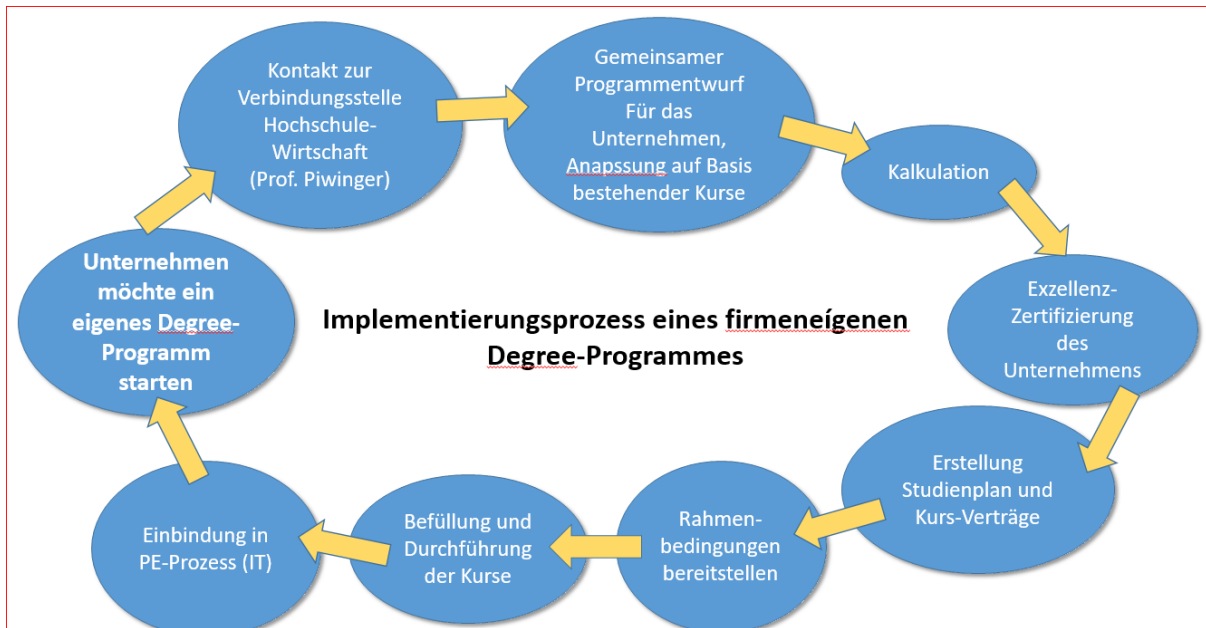 Kontakt zur
Verbindungsstelle
Hochschule-
Wirtschaft
(Prof. Piwinger)
Gemeinsamer
Programmentwurf
Für das
Unternehmen,
Anapssung auf Basis
bestehender Kurse
Kalkulation
Exzellenz-
Zertifizierung
des
Unternehmens
Erstellung
Studienplan und
Kurs-Verträge
Rahmen-
bedingungen
bereitstellen
Befüllung und
Durchführung
der Kurse
Einbindung in
PE-Prozess (IT)
Unternehmen
möchte ein
eigenes Degree-
Programm
starten
Implementierungsprozess eines firmeneígenen
Degree-Programmes